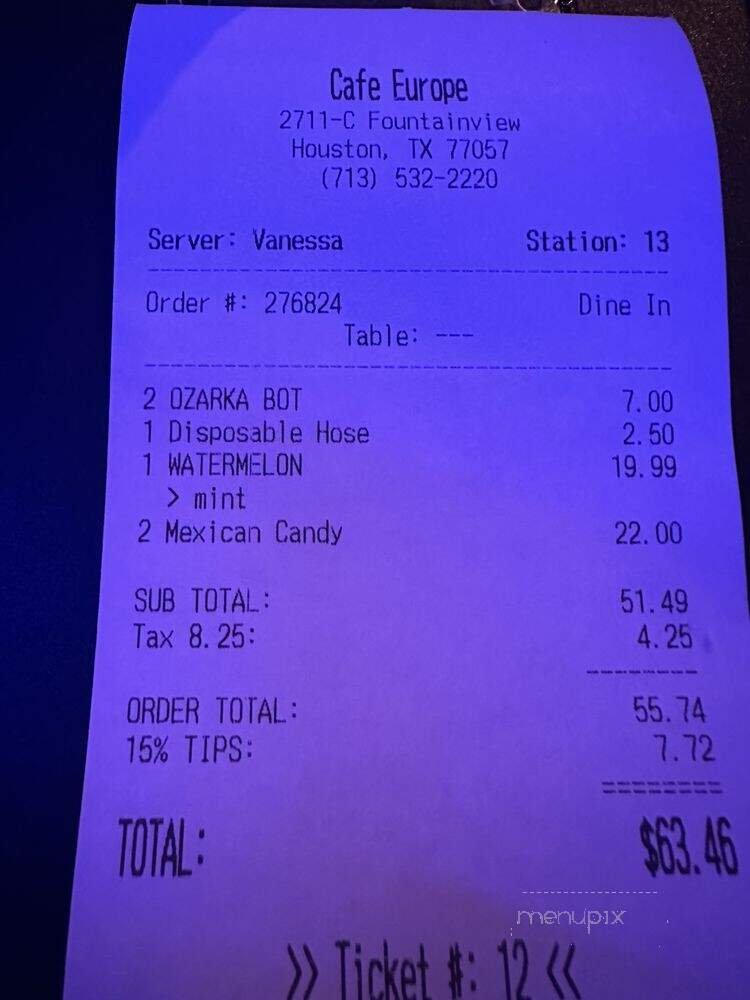 Cafe Europe
2711-C Fountainview
Houston, TX 77057
(713) 532-2220
Server: Vanessa Station: 13
Order #: 276824 Dine In
Table: ---
2 OZARKA BOT 7.00
1 Disposable Hose 2.50
1 WATERMELON 19.99
> mint
2 Mexican Candy 22.00
SUB TOTAL: 51.49
Tax 8.25: 4.25
ORDER TOTAL: 55.74
15% TIPS: 7.72
TOTAL: $63.46
menupix
>> Ticket #: 12 <<